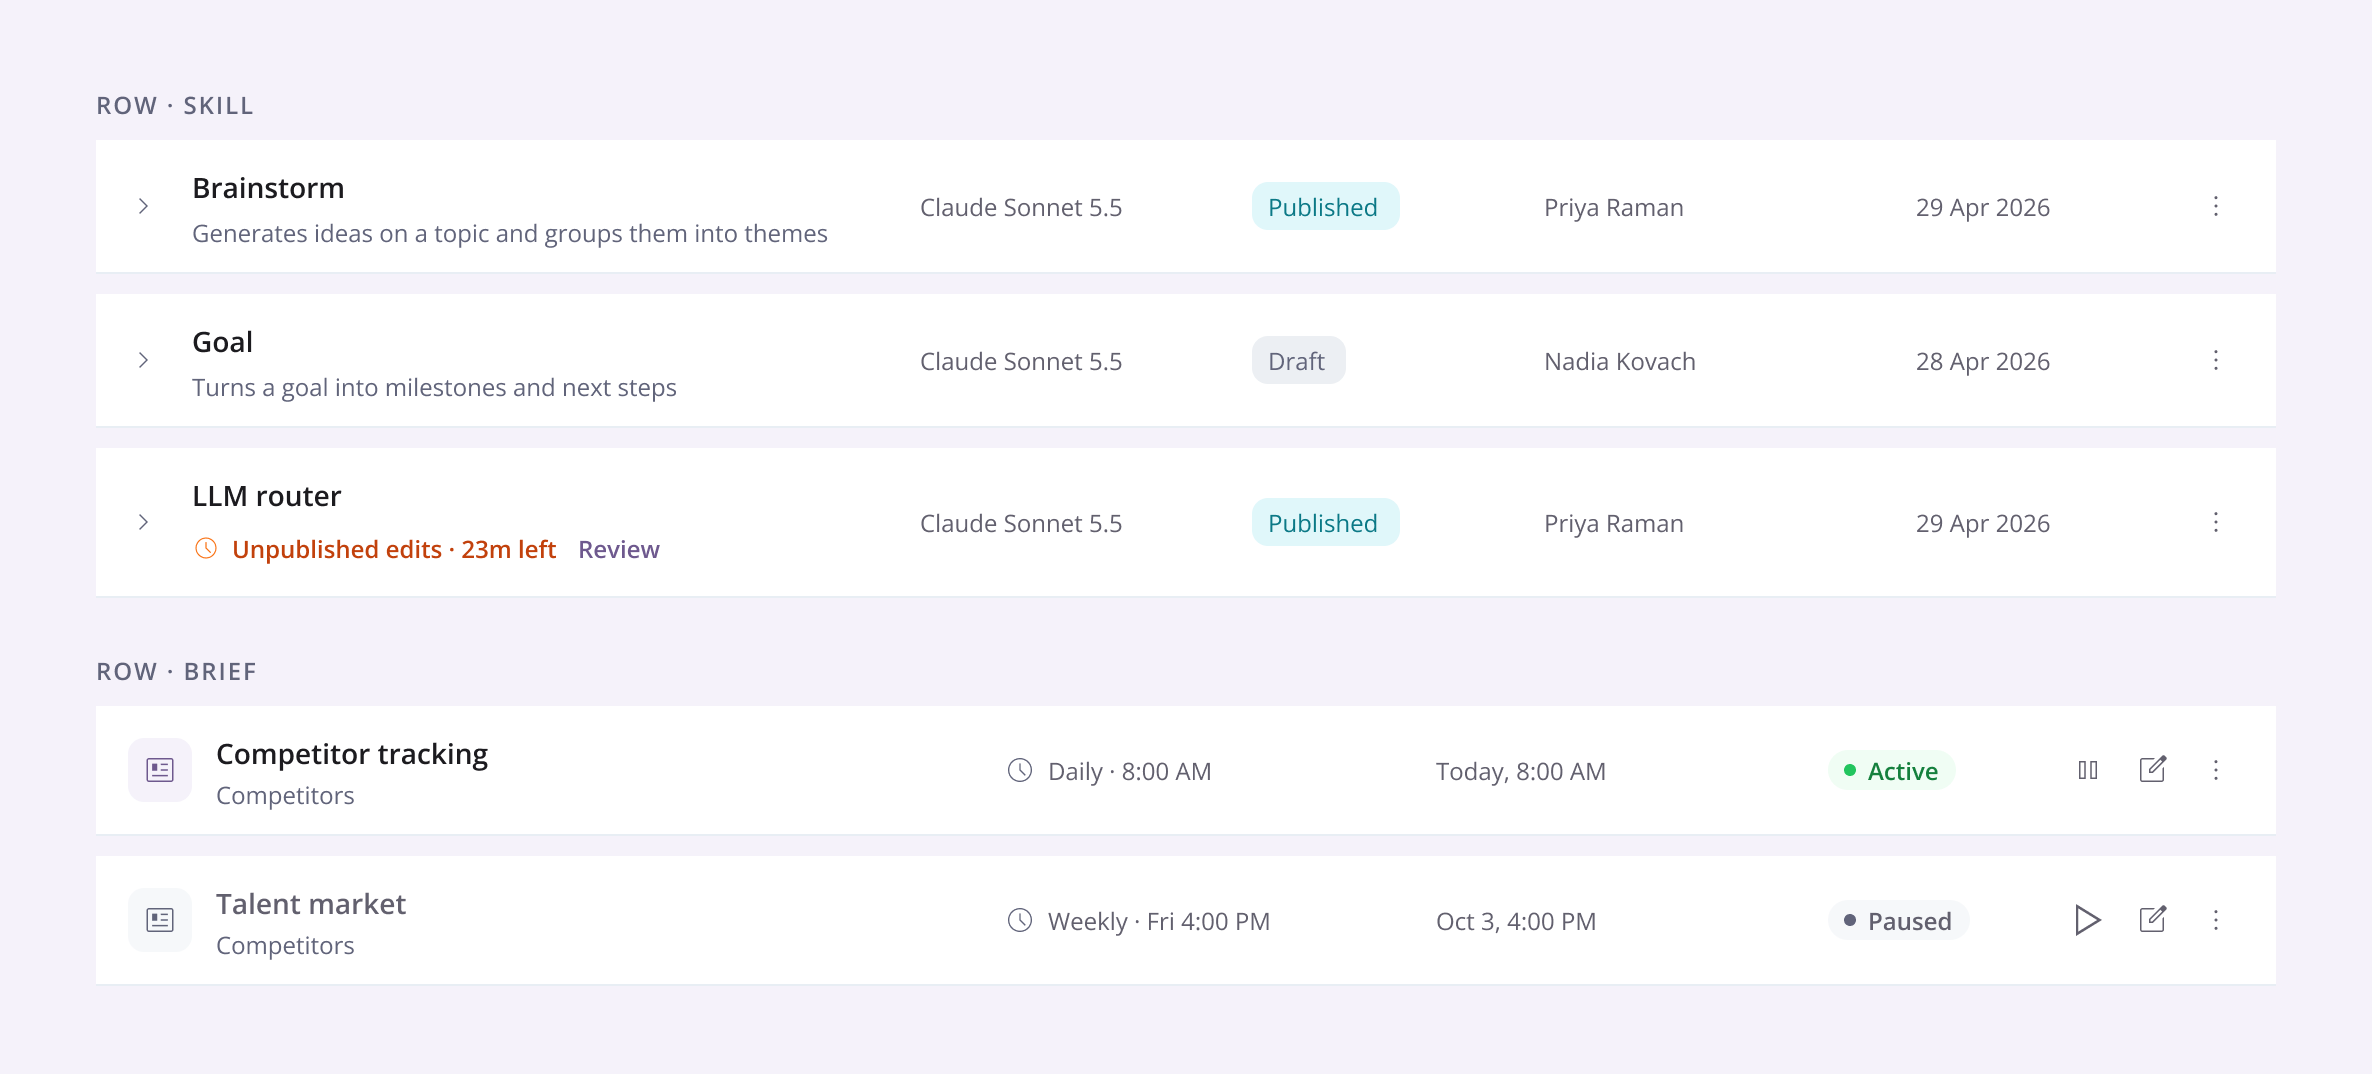 ROW · SKILL
Brainstorm
Generates ideas on a topic and groups them into themes
Claude Sonnet 5.5
Published
Priya Raman
29 Apr 2026
Goal
Turns a goal into milestones and next steps
Claude Sonnet 5.5
Draft
Nadia Kovach
28 Apr 2026
LLM router
Unpublished edits · 23m left Review
Claude Sonnet 5.5
Published
Priya Raman
29 Apr 2026
ROW · BRIEF
Competitor tracking
Competitors
Daily · 8:00 AM
Today, 8:00 AM
Active
Talent market
Competitors
Weekly · Fri 4:00 PM
Oct 3, 4:00 PM
Paused